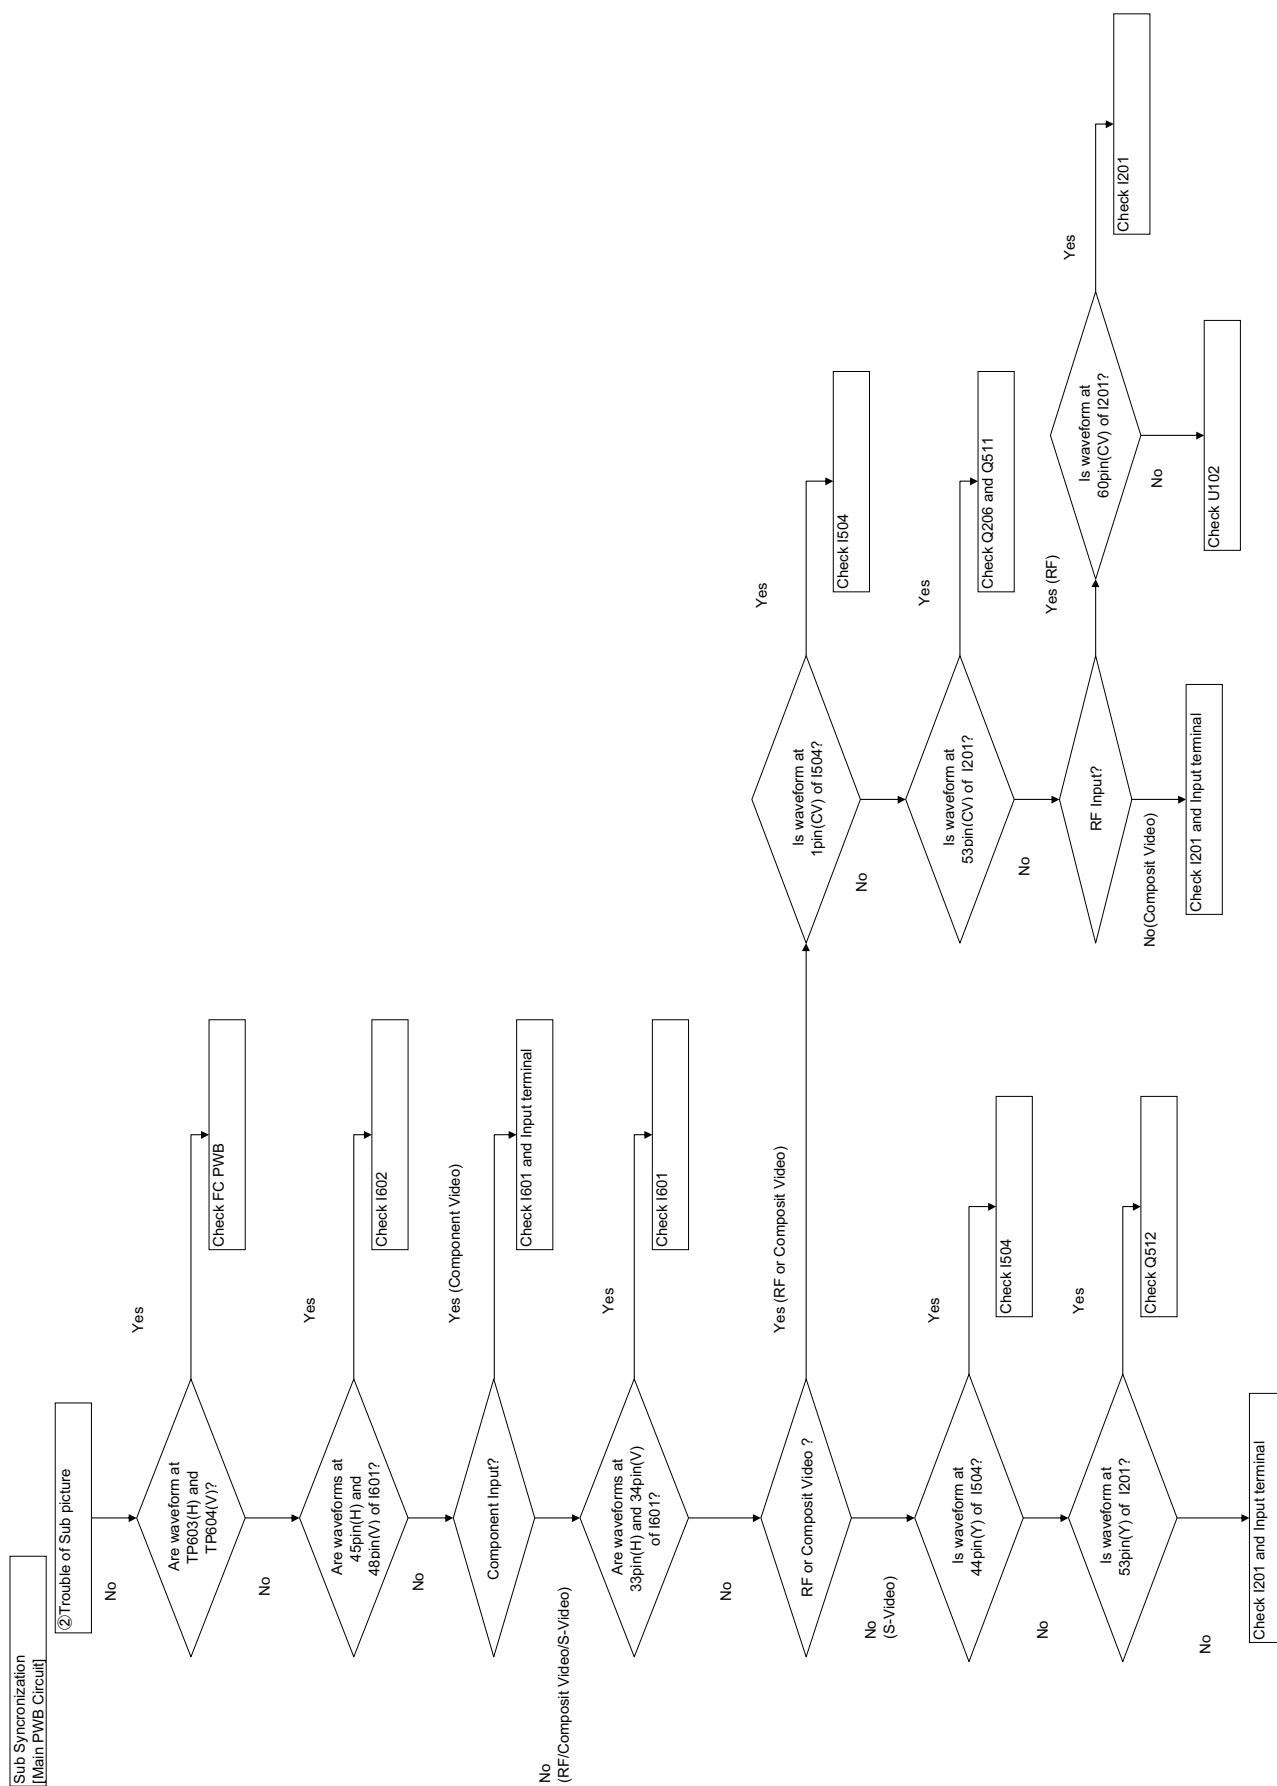 Sub Syncronization
[Main PWB Circuit]
②Trouble of Sub picture
No
Are waveform at
TP603(H) and
TP604(V)?
Yes
Check FC PWB
No
Are waveforms at
45pin(H) and
48pin(V) of I601?
Yes
Check I602
No
Component Input?
Yes (Component Video)
Check I601 and Input terminal
No
(RF/Composit Video/S-Video)
Are waveforms at
33pin(H) and 34pin(V)
of I601?
Yes
Check I601
No
RF or Composit Video ?
Yes (RF or Composit Video)
No
(S-Video)
Is waveform at
44pin(Y) of I504?
Yes
Check I504
No
Is waveform at
53pin(Y) of I201?
Yes
Check Q512
No
Check I201 and Input terminal
Is waveform at
1pin(CV) of I504?
Yes
Check I504
No
Is waveform at
53pin(CV) of I201?
Yes
Check Q206 and Q511
No
RF Input?
Yes (RF)
No(Composit Video)
Check I201 and Input terminal
Is waveform at
60pin(CV) of I201?
Yes
Check I201
No
Check U102